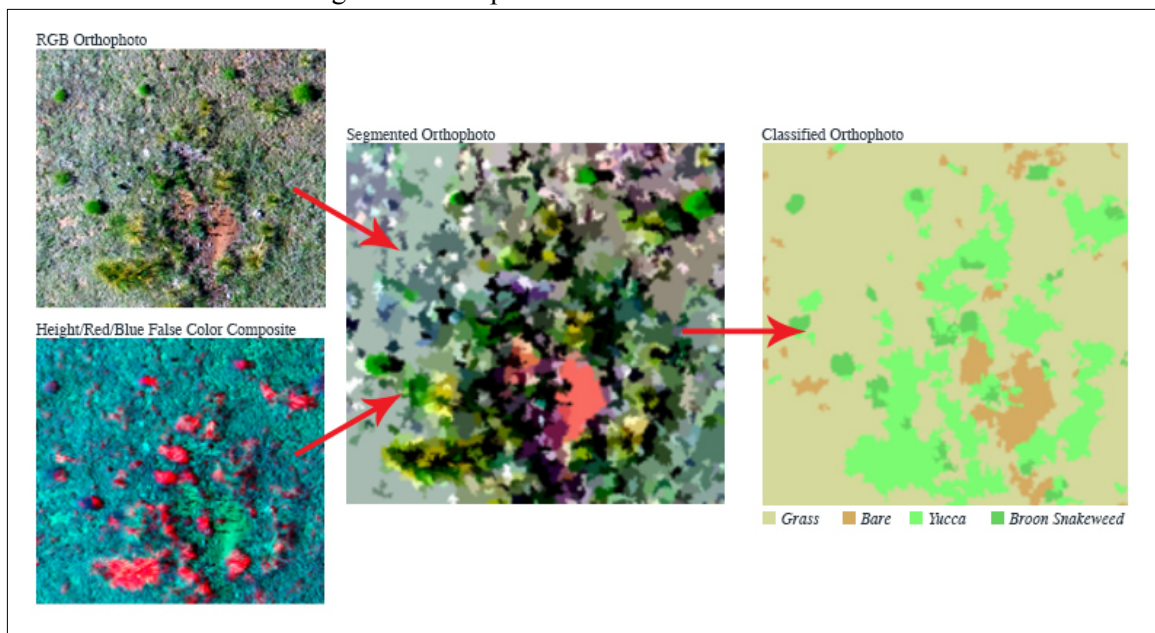 RGB Orthophoto
Segmented Orthophoto
Classified Orthophoto
Height/Red/Blue False Color Composite
Grass Bare Yucca Broon Snakeweed